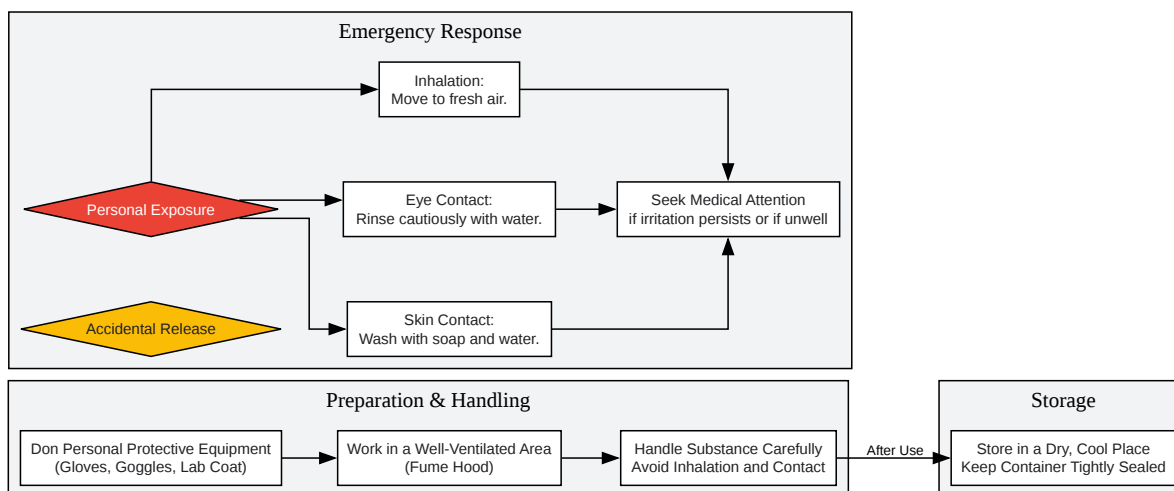 Emergency Response
Inhalation:
Move to fresh air.
Personal Exposure
Eye Contact:
Rinse cautiously with water.
Seek Medical Attention
if irritation persists or if unwell
Accidental Release
Skin Contact:
Wash with soap and water.
Preparation & Handling
Don Personal Protective Equipment
(Gloves, Goggles, Lab Coat)
Work in a Well-Ventilated Area
(Fume Hood)
Handle Substance Carefully
Avoid Inhalation and Contact
After Use
Storage
Store in a Dry, Cool Place
Keep Container Tightly Sealed